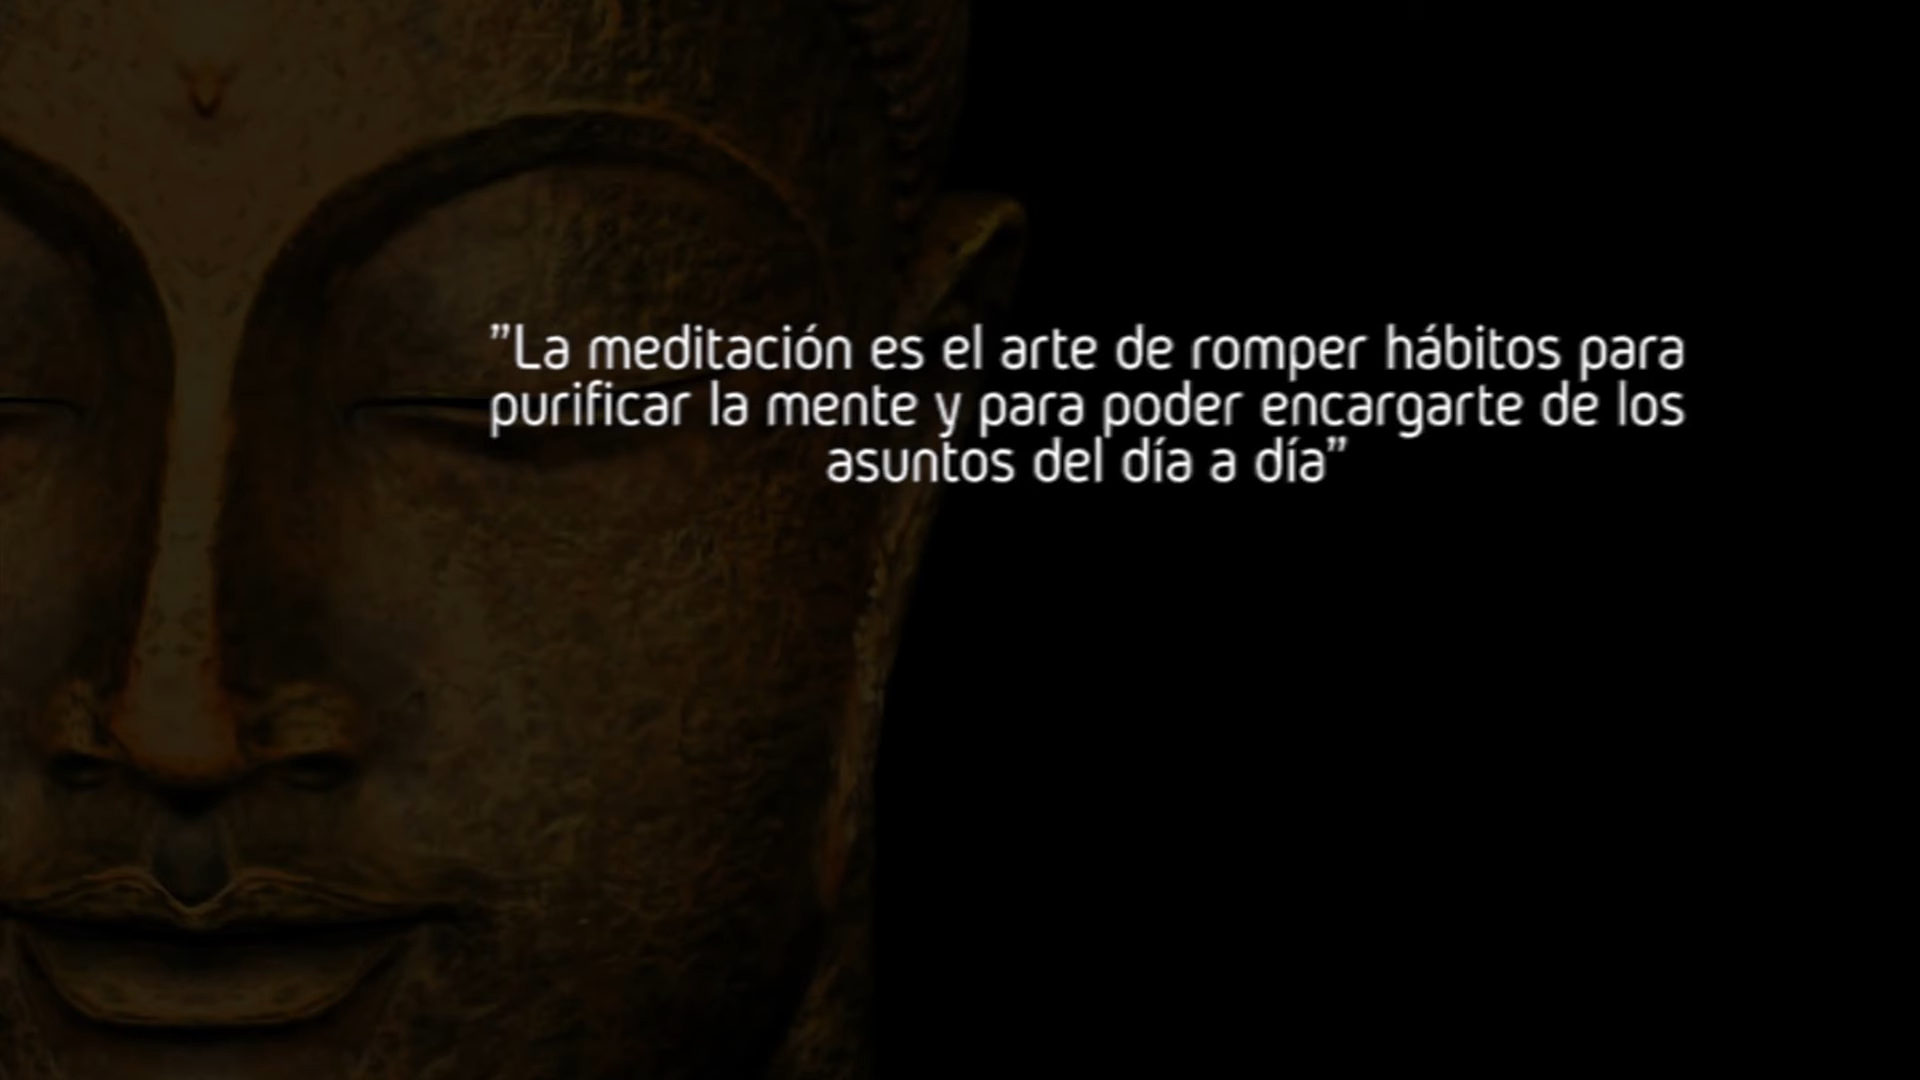 ”La meditación es el arte de romper hábitos para
purificar la mente y para poder encargarte de los
asuntos del día a día”